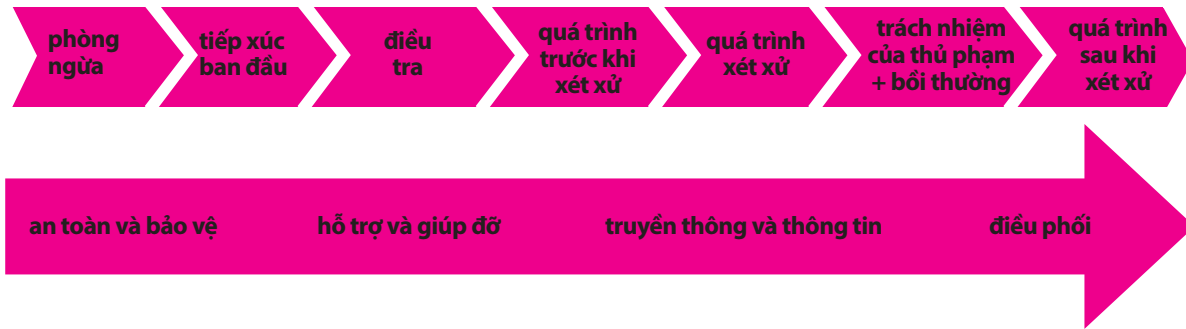 phòng
ngừa
tiếp xúc
ban đầu
điều
tra
quá trình
trước khi
xét xử
quá trình
xét xử
trách nhiệm
của thủ phạm
+ bồi thường
quá trình
sau khi
xét xử
an toàn và bảo vệ
hỗ trợ và giúp đỡ
truyền thông và thông tin
điều phối